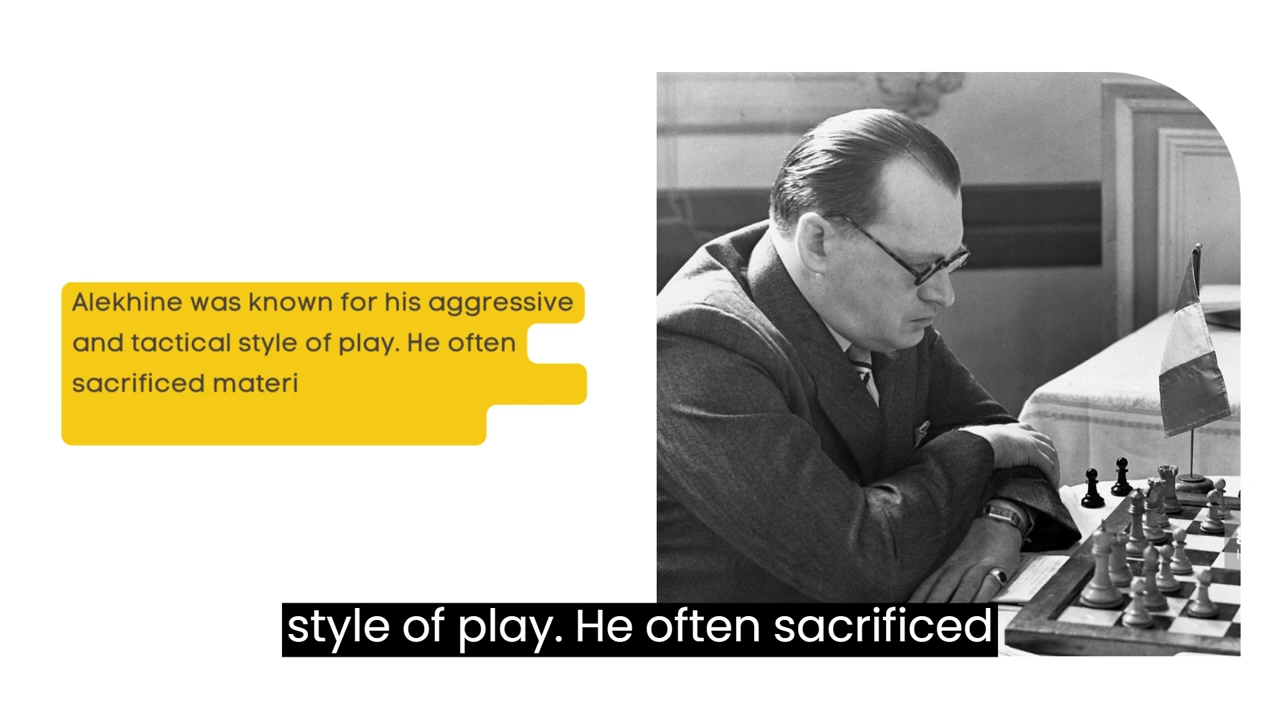 Alekhine was known for his aggressive
and tactical style of play. He often
sacrificed materi
style of play. He often sacrificed